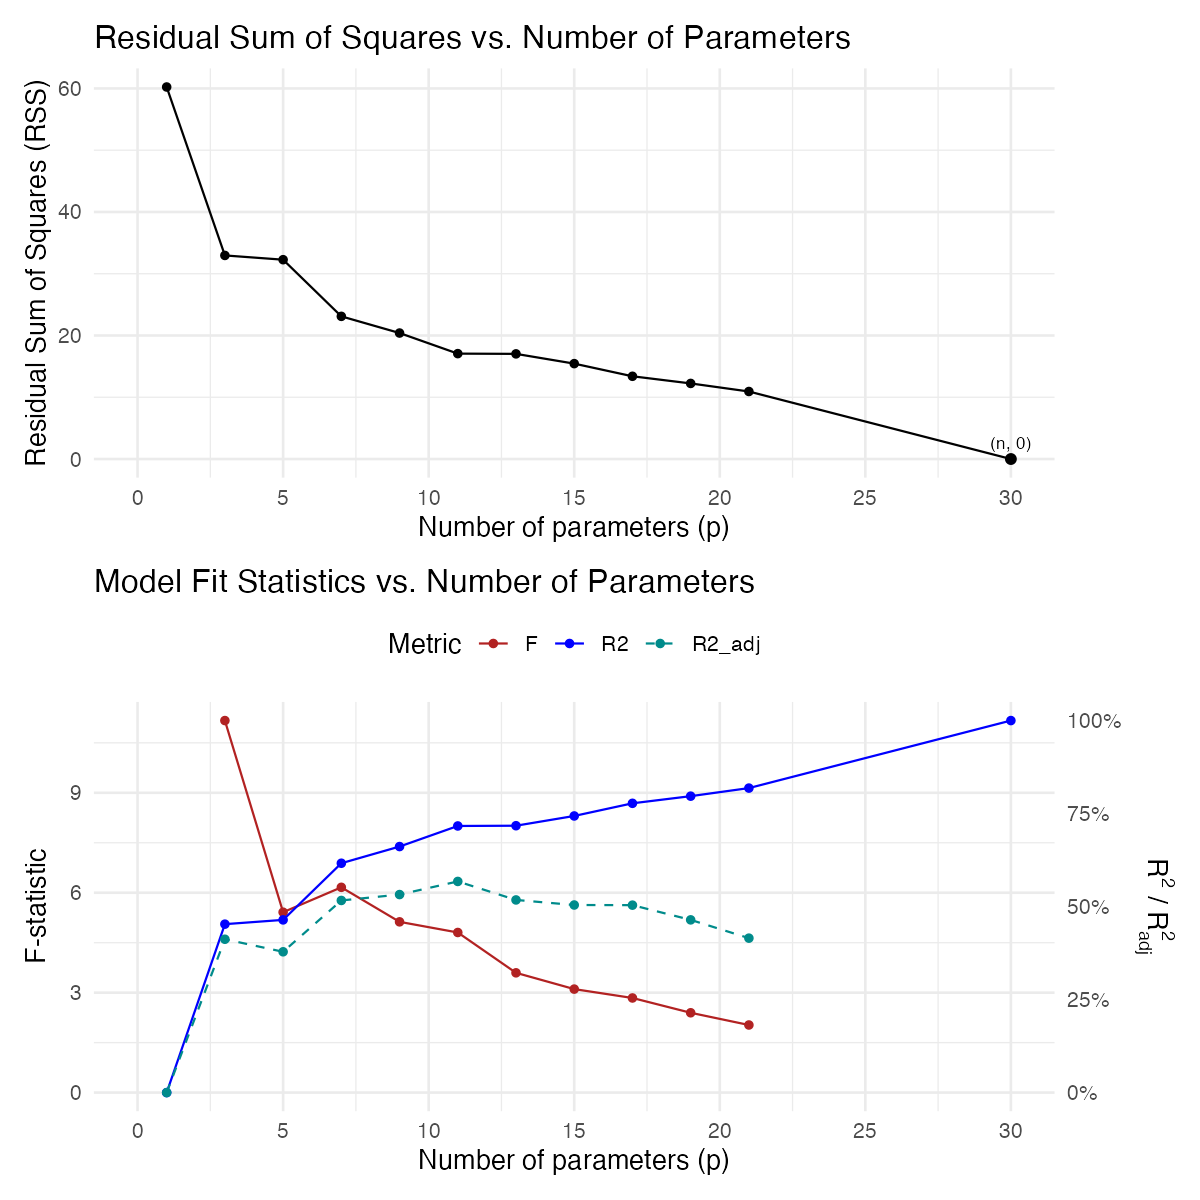 Residual Sum of Squares vs. Number of Parameters
Residual Sum of Squares (RSS)
60
40
20
0
(n, 0)
0 5 10 15 20 25 30
Number of parameters (p)
Model Fit Statistics vs. Number of Parameters
Metric F R2 R2_adj
F-statistic
9
6
3
0
100%
75%
50%
25%
0%
R² / R²adj
0 5 10 15 20 25 30
Number of parameters (p)